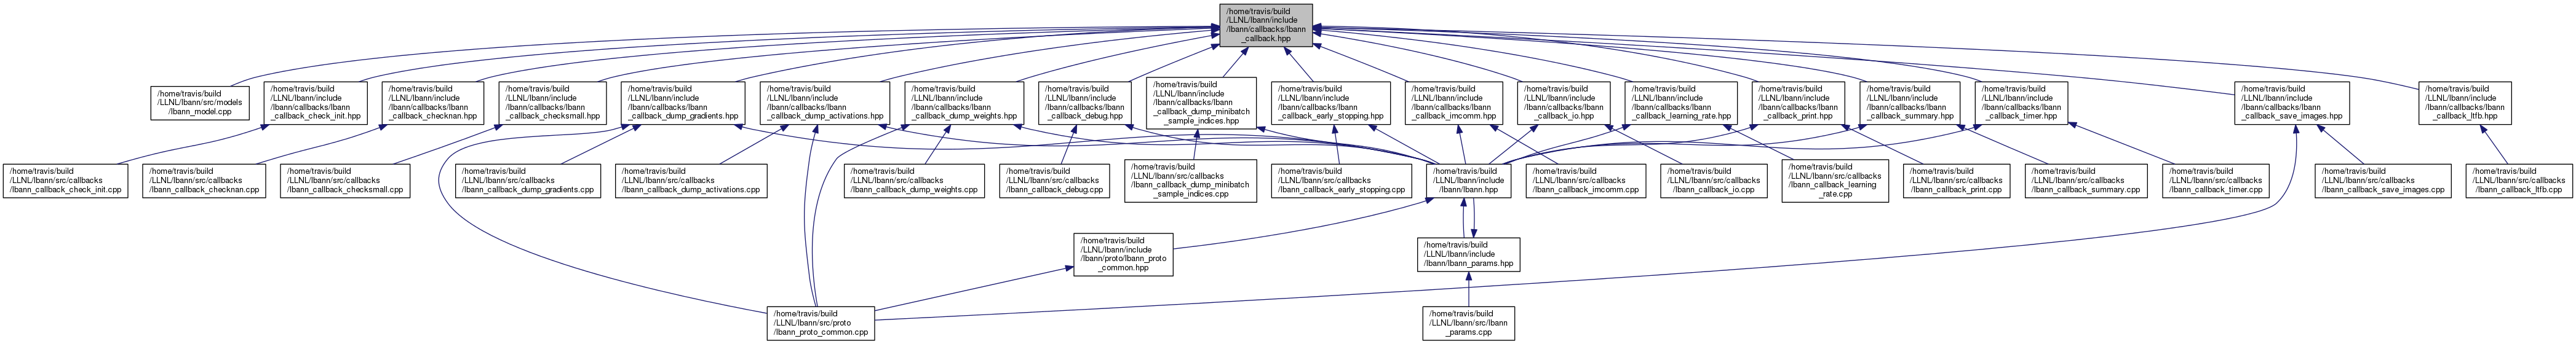 /home/travis/build
/LLNL/lbann/include
/lbann/callbacks/lbann
_callback.hpp
/home/travis/build
/LLNL/lbann/src/models
/lbann_model.cpp
/home/travis/build
/LLNL/lbann/include
/lbann/callbacks/lbann
_callback_check_init.hpp
/home/travis/build
/LLNL/lbann/include
/lbann/callbacks/lbann
_callback_checknan.hpp
/home/travis/build
/LLNL/lbann/include
/lbann/callbacks/lbann
_callback_checksmall.hpp
/home/travis/build
/LLNL/lbann/include
/lbann/callbacks/lbann
_callback_dump_gradients.hpp
/home/travis/build
/LLNL/lbann/include
/lbann/callbacks/lbann
_callback_dump_activations.hpp
/home/travis/build
/LLNL/lbann/include
/lbann/callbacks/lbann
_callback_dump_weights.hpp
/home/travis/build
/LLNL/lbann/include
/lbann/callbacks/lbann
_callback_debug.hpp
/home/travis/build
/LLNL/lbann/include
/lbann/callbacks/lbann
_callback_dump_minibatch
_sample_indices.hpp
/home/travis/build
/LLNL/lbann/include
/lbann/callbacks/lbann
_callback_early_stopping.hpp
/home/travis/build
/LLNL/lbann/include
/lbann/callbacks/lbann
_callback_imcomm.hpp
/home/travis/build
/LLNL/lbann/include
/lbann/callbacks/lbann
_callback_io.hpp
/home/travis/build
/LLNL/lbann/include
/lbann/callbacks/lbann
_callback_learning_rate.hpp
/home/travis/build
/LLNL/lbann/include
/lbann/callbacks/lbann
_callback_print.hpp
/home/travis/build
/LLNL/lbann/include
/lbann/callbacks/lbann
_callback_summary.hpp
/home/travis/build
/LLNL/lbann/include
/lbann/callbacks/lbann
_callback_timer.hpp
/home/travis/build
/LLNL/lbann/include
/lbann/callbacks/lbann
_callback_save_images.hpp
/home/travis/build
/LLNL/lbann/include
/lbann/callbacks/lbann
_callback_ltfb.hpp
/home/travis/build
/LLNL/lbann/src/callbacks
/lbann_callback_check_init.cpp
/home/travis/build
/LLNL/lbann/src/callbacks
/lbann_callback_checknan.cpp
/home/travis/build
/LLNL/lbann/src/callbacks
/lbann_callback_checksmall.cpp
/home/travis/build
/LLNL/lbann/src/callbacks
/lbann_callback_dump_gradients.cpp
/home/travis/build
/LLNL/lbann/src/callbacks
/lbann_callback_dump_activations.cpp
/home/travis/build
/LLNL/lbann/src/callbacks
/lbann_callback_dump_weights.cpp
/home/travis/build
/LLNL/lbann/src/callbacks
/lbann_callback_debug.cpp
/home/travis/build
/LLNL/lbann/src/callbacks
/lbann_callback_dump_minibatch
_sample_indices.cpp
/home/travis/build
/LLNL/lbann/src/callbacks
/lbann_callback_early_stopping.cpp
/home/travis/build
/LLNL/lbann/include
/lbann/lbann.hpp
/home/travis/build
/LLNL/lbann/src/callbacks
/lbann_callback_imcomm.cpp
/home/travis/build
/LLNL/lbann/src/callbacks
/lbann_callback_io.cpp
/home/travis/build
/LLNL/lbann/src/callbacks
/lbann_callback_learning
_rate.cpp
/home/travis/build
/LLNL/lbann/src/callbacks
/lbann_callback_print.cpp
/home/travis/build
/LLNL/lbann/src/callbacks
/lbann_callback_summary.cpp
/home/travis/build
/LLNL/lbann/src/callbacks
/lbann_callback_timer.cpp
/home/travis/build
/LLNL/lbann/src/callbacks
/lbann_callback_save_images.cpp
/home/travis/build
/LLNL/lbann/src/callbacks
/lbann_callback_ltfb.cpp
/home/travis/build
/LLNL/lbann/include
/lbann/proto/lbann_proto
_common.hpp
/home/travis/build
/LLNL/lbann/include
/lbann/lbann_params.hpp
/home/travis/build
/LLNL/lbann/src/proto
/lbann_proto_common.cpp
/home/travis/build
/LLNL/lbann/src/lbann
_params.cpp